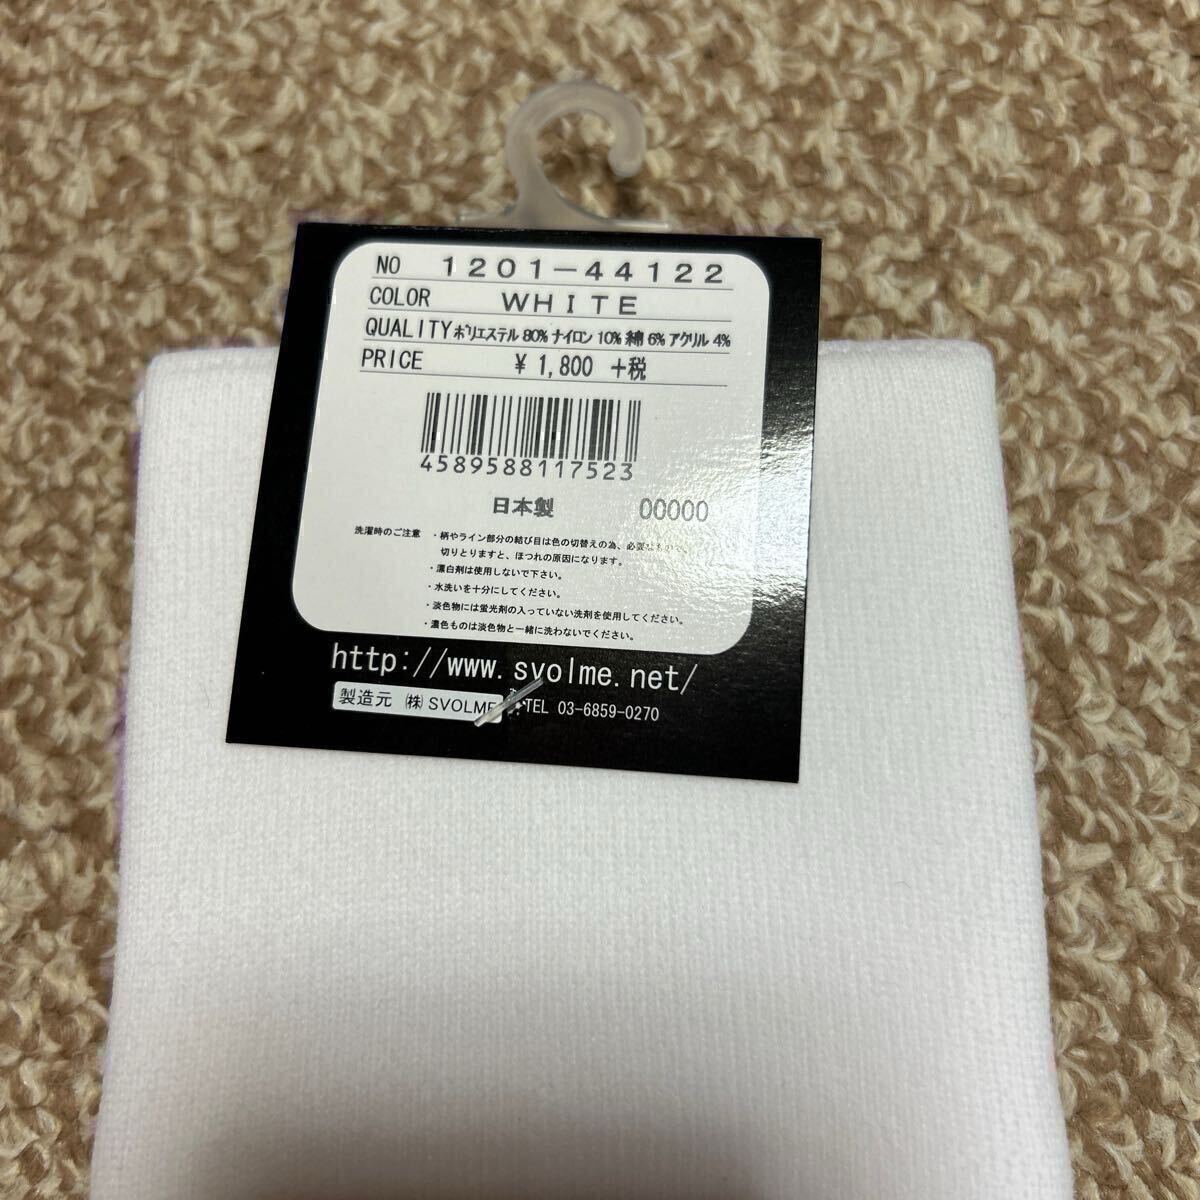 NO 1201-44122
COLOR WHITE
QUALITY ポリエステル 80% ナイロン 10% 綿 6% アクリル 4%
PRICE ¥ 1,800 +税
4589588117523
日本製 00000
洗濯時のご注意 ・柄やライン部分の結び目は色の切替えの為、必要なもので、
切りとりますと、ほつれの原因になります。
・漂白剤は使用しないで下さい。
・水洗いを十分にしてください。
・淡色物には蛍光剤の入っていない洗剤を使用してください。
・濃色ものは淡色物と一緒に洗わないでください。
http://www.svolme.net/
製造元 ㈱ SVOLME TEL 03-6859-0270